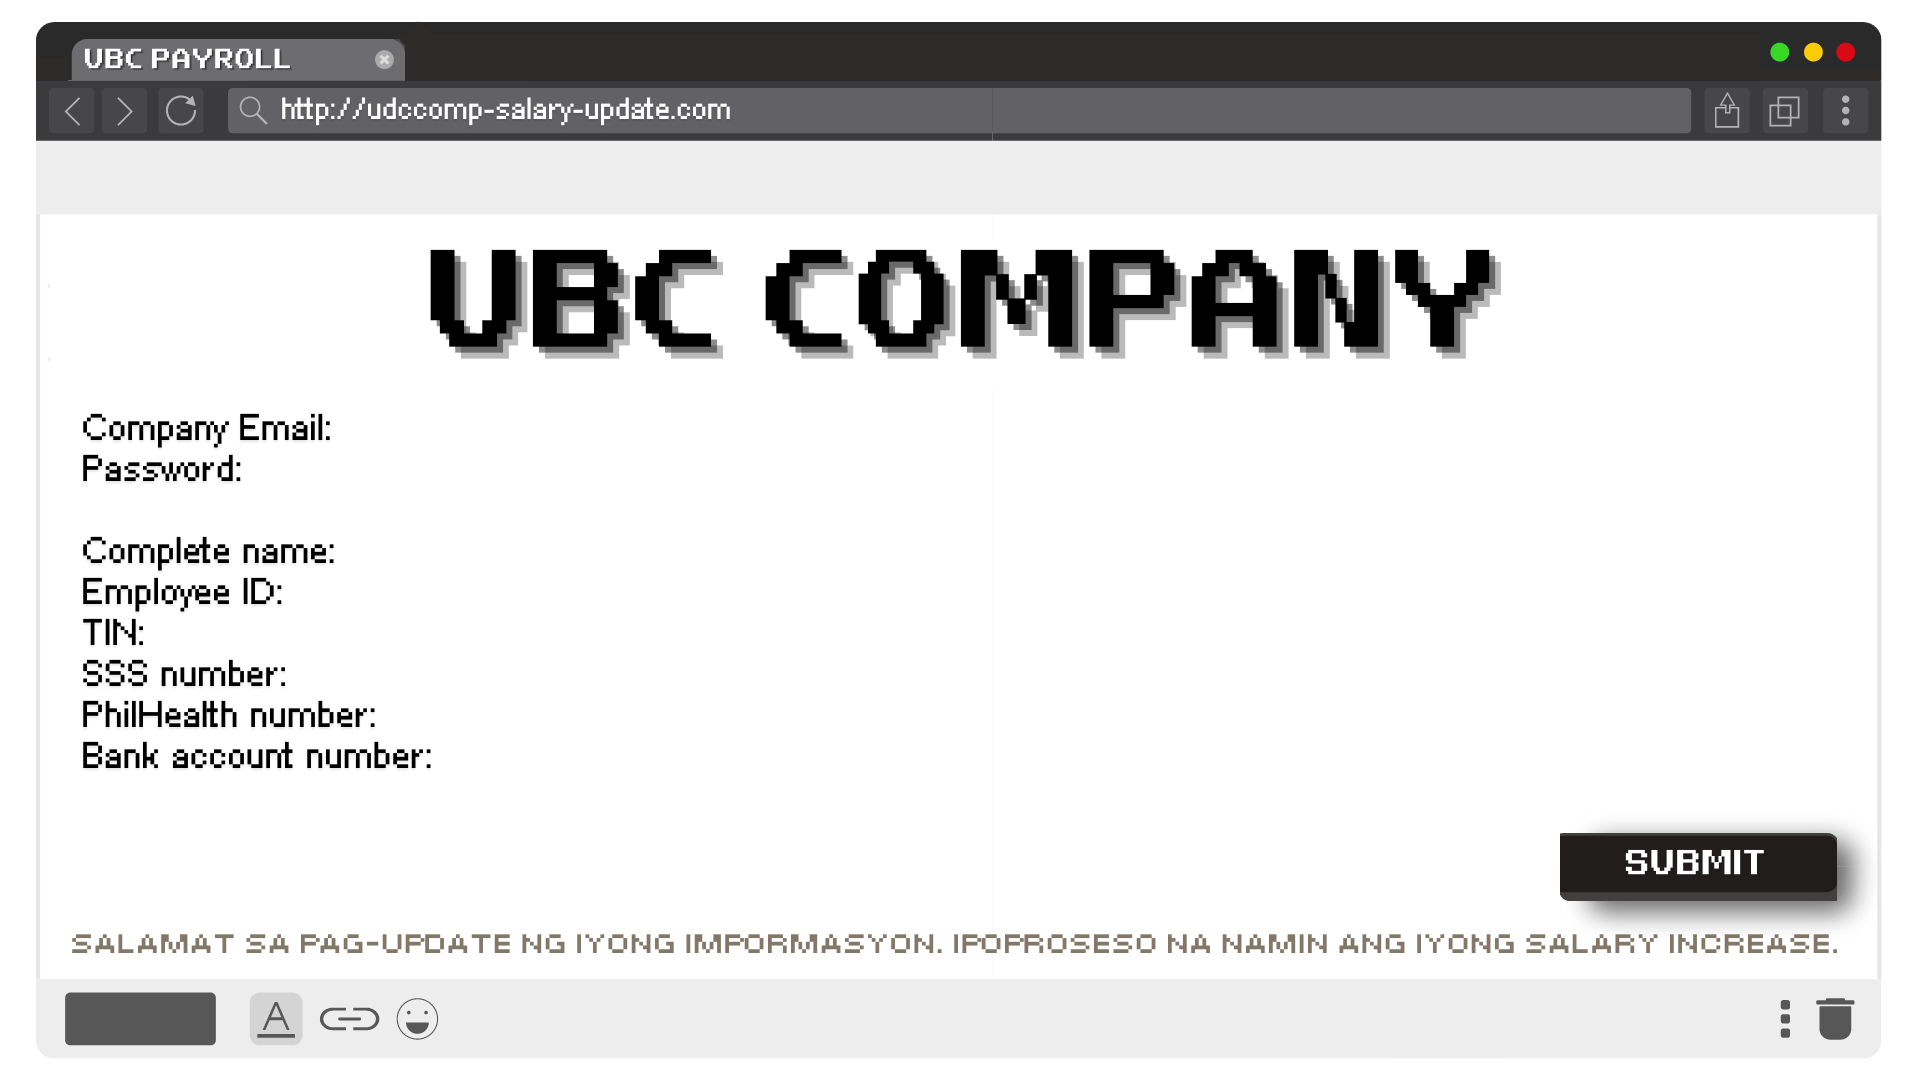 UBC PAYROLL
http://udccomp-salary-update.com
UBC COMPANY
Company Email:
Password:
Complete name:
Employee ID:
TIN:
SSS number:
PhilHealth number:
Bank account number:
SUBMIT
SALAMAT SA PAG-UPDATE NG IYONG IMPORMASYON. IPOPROSESO NA NAMIN ANG IYONG SALARY INCREASE.
A